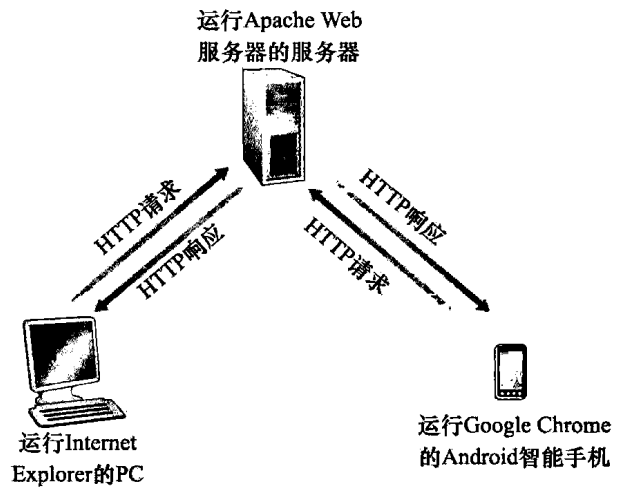 运行Apache Web
服务器的服务器
HTTP请求
HTTP响应
HTTP响应
HTTP请求
运行Internet
Explorer的PC
运行Google Chrome
的Android智能手机